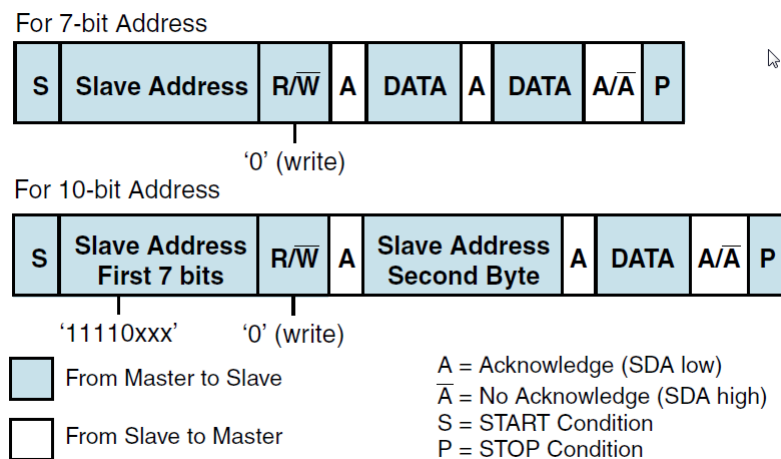 For 7-bit Address
S Slave Address R/W̅ A DATA A DATA A/A̅ P
‘0’ (write)
For 10-bit Address
S Slave Address First 7 bits R/W̅ A Slave Address Second Byte A DATA A/A̅ P
‘11110xxx’ ‘0’ (write)
From Master to Slave
From Slave to Master
A = Acknowledge (SDA low)
A̅ = No Acknowledge (SDA high)
S = START Condition
P = STOP Condition